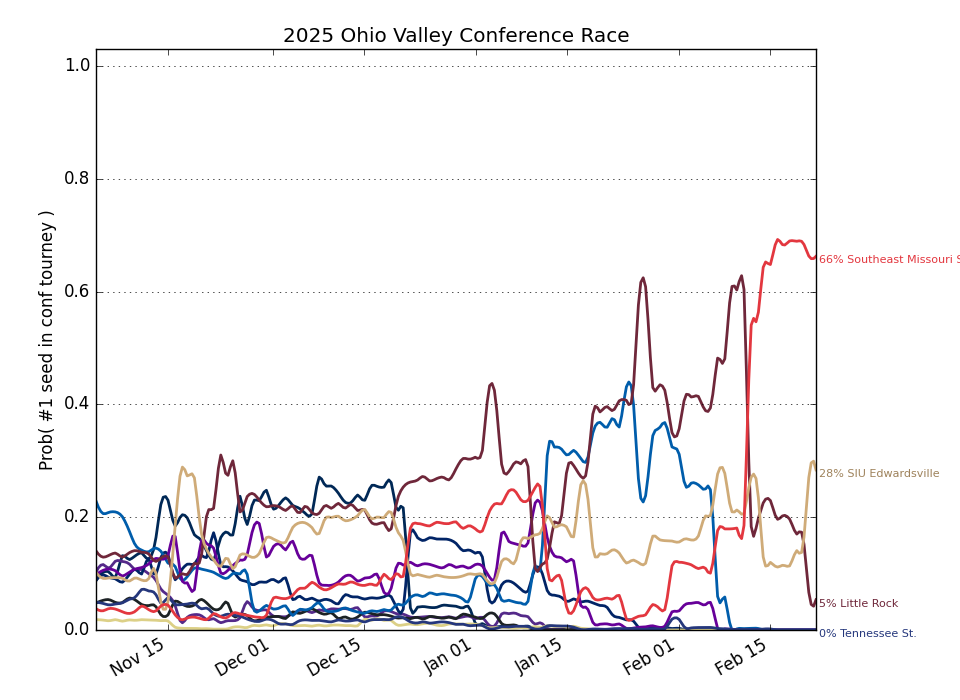 2025 Ohio Valley Conference Race
Prob( #1 seed in conf tourney )
1.0
0.8
0.6
0.4
0.2
0.0
66% Southeast Missouri S
28% SIU Edwardsville
5% Little Rock
0% Tennessee St.
Nov 15
Dec 01
Dec 15
Jan 01
Jan 15
Feb 01
Feb 15